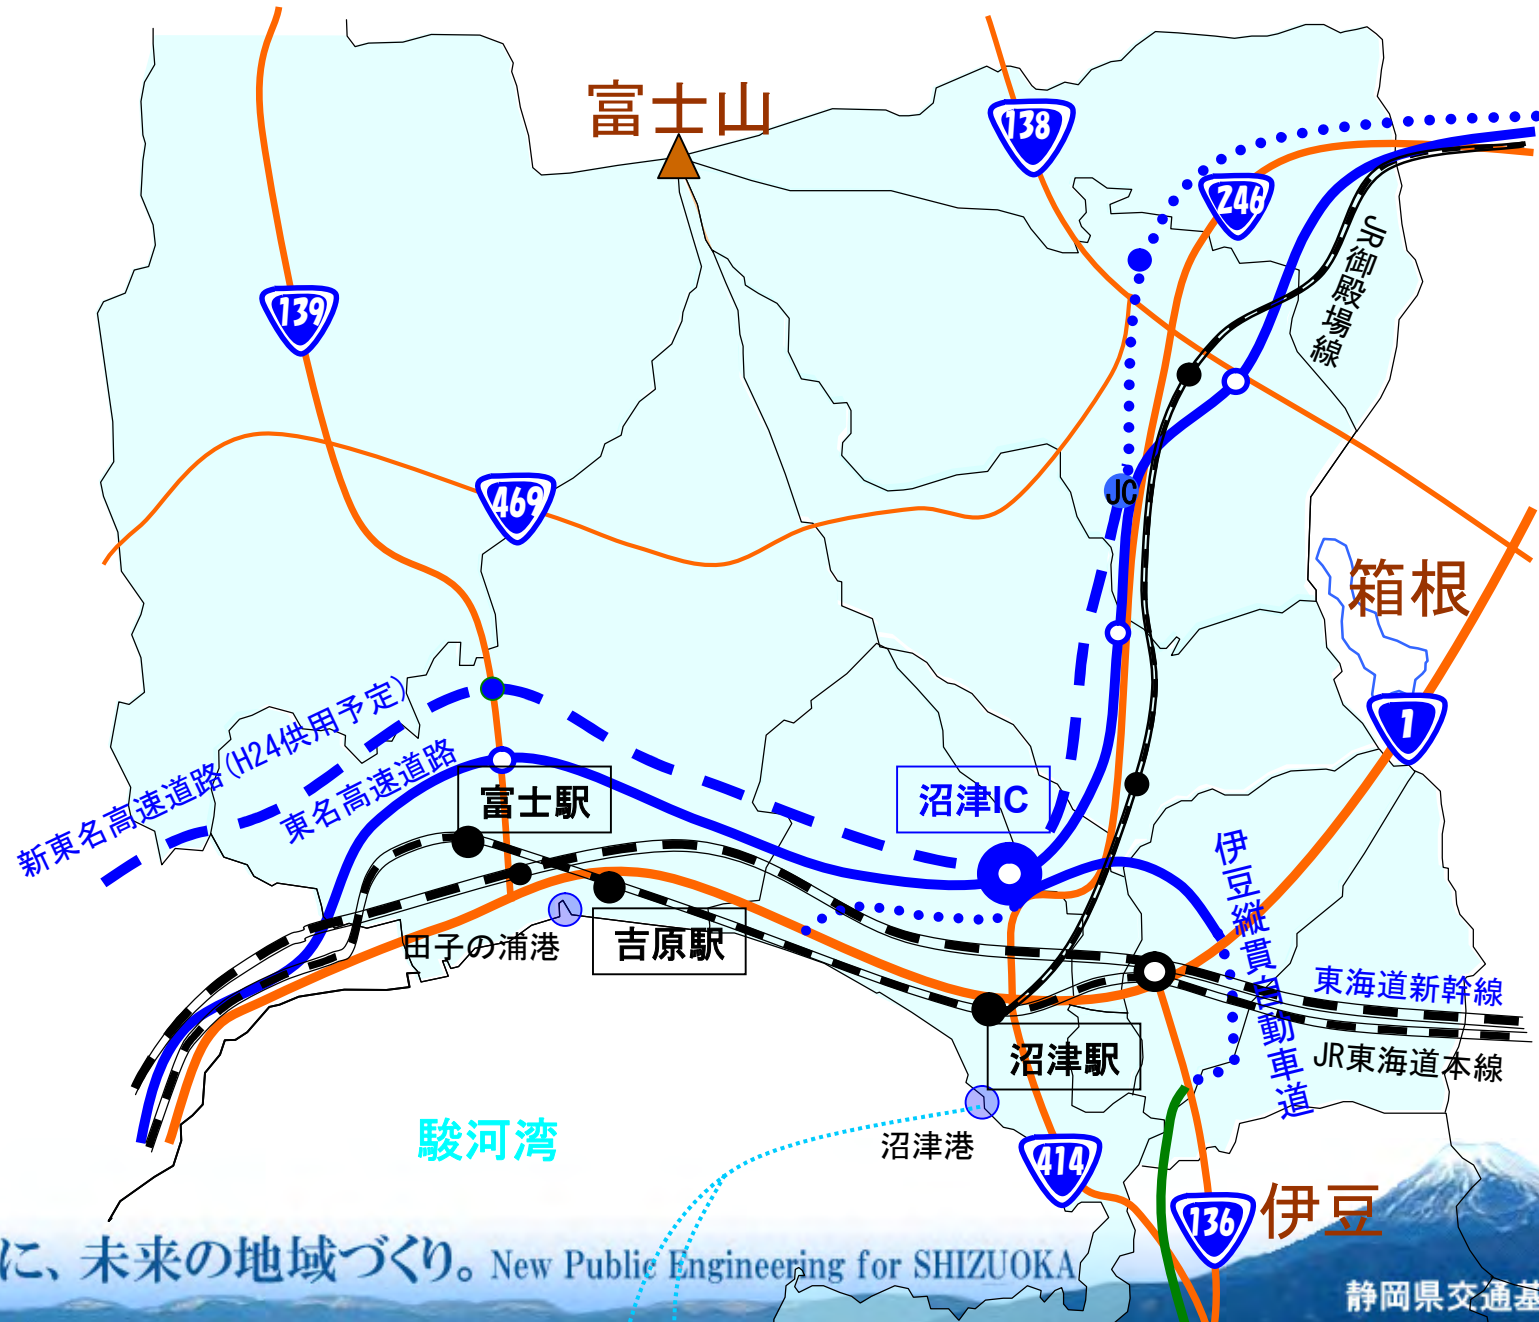 富士山
138
246
JR御殿場線
139
469
JC
箱根
1
新東名高速道路(H24供用予定)
東名高速道路
富士駅
沼津IC
伊豆縦貫自動車道
田子の浦港
吉原駅
東海道新幹線
JR東海道本線
沼津駅
駿河湾
沼津港
414
136
伊豆
に、未来の地域づくり。New Public Engineering for SHIZUOKA
静岡県交通基